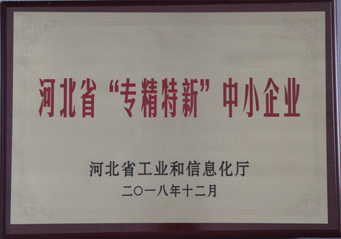 河北省“专精特新”中小企业
河北省工业和信息化厅
二〇一八年十二月